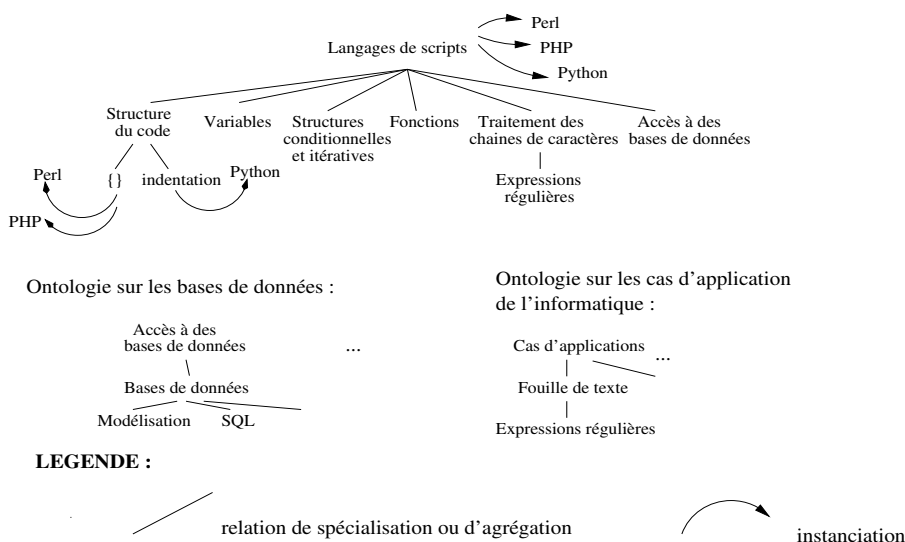 Perl
Langages de scripts
PHP
Python
Structure
du code
Variables
Structures
conditionnelles
et itératives
Fonctions
Traitement des
chaines de caractères
Accès à des
bases de données
Perl
{}
indentation
Python
Expressions
régulières
PHP
Ontologie sur les bases de données :
Accès à des
bases de données
...
Bases de données
Modélisation
SQL
Ontologie sur les cas d'application
de l'informatique :
Cas d'applications
...
Fouille de texte
Expressions régulières
LEGENDE :
relation de spécialisation ou d'agrégation
instanciation